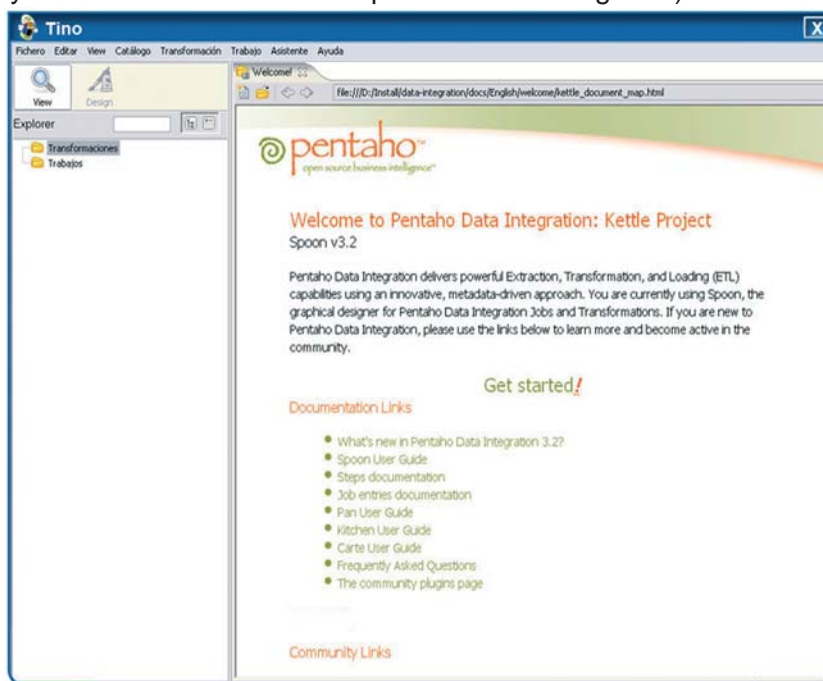 Tino
X
Fichero Editar View Catálogo Transformación Trabajo Asistente Ayuda
View
Design
Explorer
Transformaciones
Trabajos
Welcome!
file:///D:/Install/data-integration/docs/English/welcome/kettle_document_map.html
pentaho™
open source business intelligence™
Welcome to Pentaho Data Integration: Kettle Project
Spoon v3.2
Pentaho Data Integration delivers powerful Extraction, Transformation, and Loading (ETL)
capabilities using an innovative, metadata-driven approach. You are currently using Spoon, the
graphical designer for Pentaho Data Integration Jobs and Transformations. If you are new to
Pentaho Data Integration, please use the links below to learn more and become active in the
community.
Get started!
Documentation Links
What's new in Pentaho Data Integration 3.2?
Spoon User Guide
Steps documentation
Job entries documentation
Pan User Guide
Kitchen User Guide
Carte User Guide
Frequently Asked Questions
The community plugins page
Community Links